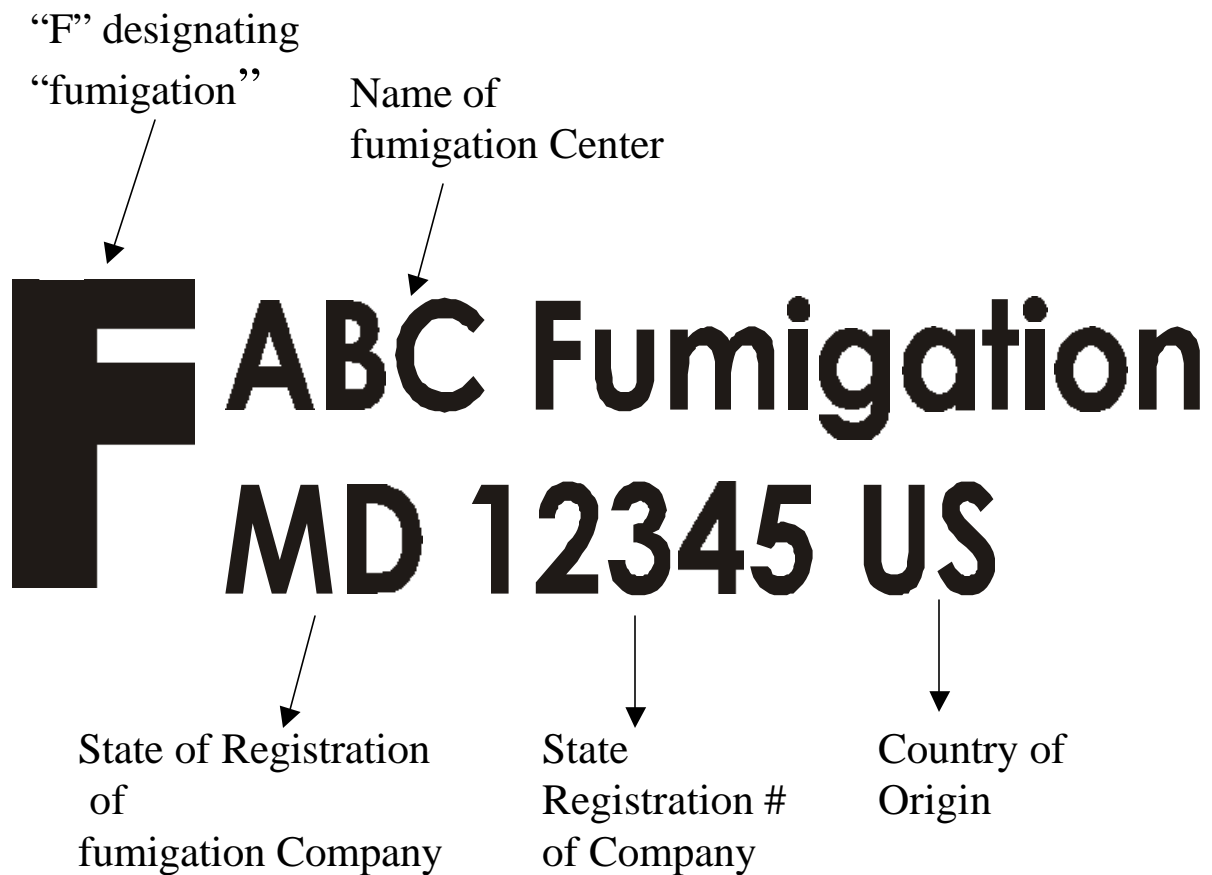 “F” designating
“fumigation”
Name of
fumigation Center
F
ABC Fumigation
MD 12345 US
State of Registration
of
fumigation Company
State
Registration #
of Company
Country of
Origin